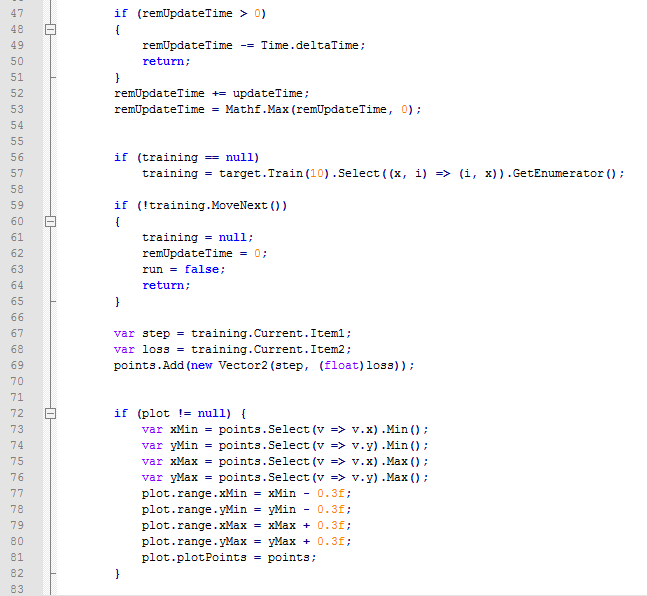 47 if (remUpdateTime > 0)
48 {
49 remUpdateTime -= Time.deltaTime;
50 return;
51 }
52 remUpdateTime += updateTime;
53 remUpdateTime = Mathf.Max(remUpdateTime, 0);
54
55
56 if (training == null)
57 training = target.Train(10).Select((x, i) => (i, x)).GetEnumerator();
58
59 if (!training.MoveNext())
60 {
61 training = null;
62 remUpdateTime = 0;
63 run = false;
64 return;
65 }
66
67 var step = training.Current.Item1;
68 var loss = training.Current.Item2;
69 points.Add(new Vector2(step, (float)loss));
70
71
72 if (plot != null) {
73 var xMin = points.Select(v => v.x).Min();
74 var yMin = points.Select(v => v.y).Min();
75 var xMax = points.Select(v => v.x).Max();
76 var yMax = points.Select(v => v.y).Max();
77 plot.range.xMin = xMin - 0.3f;
78 plot.range.yMin = yMin - 0.3f;
79 plot.range.xMax = xMax + 0.3f;
80 plot.range.yMax = yMax + 0.3f;
81 plot.plotPoints = points;
82 }
83